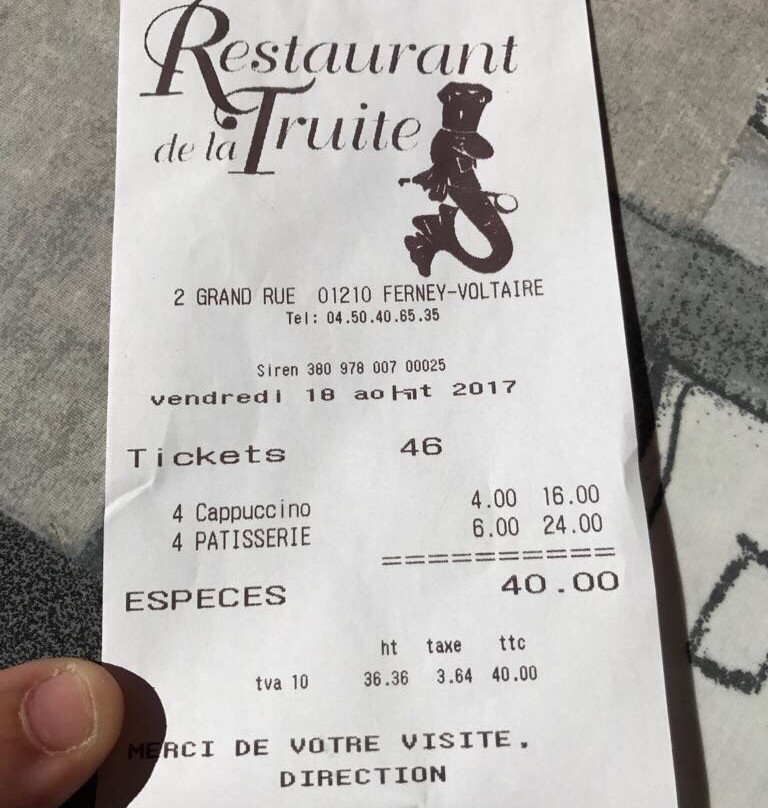 Restaurant
de la Truite
2 GRAND RUE 01210 FERNEY-VOLTAIRE
Tel: 04.50.40.65.35
Siren 380 978 007 00025
vendredi 18 ao├╗t 2017
Tickets 46
4 Cappuccino 4.00 16.00
4 PATISSERIE 6.00 24.00
==========
ESPECES 40.00
ht taxe ttc
tva 10 36.36 3.64 40.00
MERCI DE VOTRE VISITE.
DIRECTION